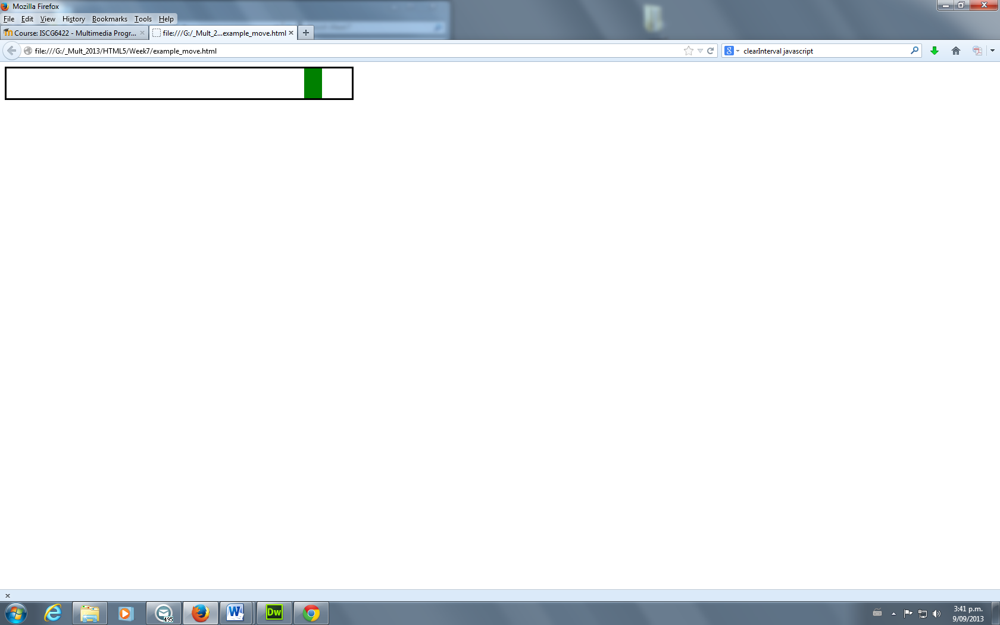 Mozilla Firefox
File Edit View History Bookmarks Tools Help
Course: ISCG6422 - Multimedia Progr... file:///G:/_Mult_2...example_move.html
file:///G:/_Mult_2013/HTML5/Week7/example_move.html 8 clearInterval javascript
495 W Dw 3:41 p.m.
9/09/2013